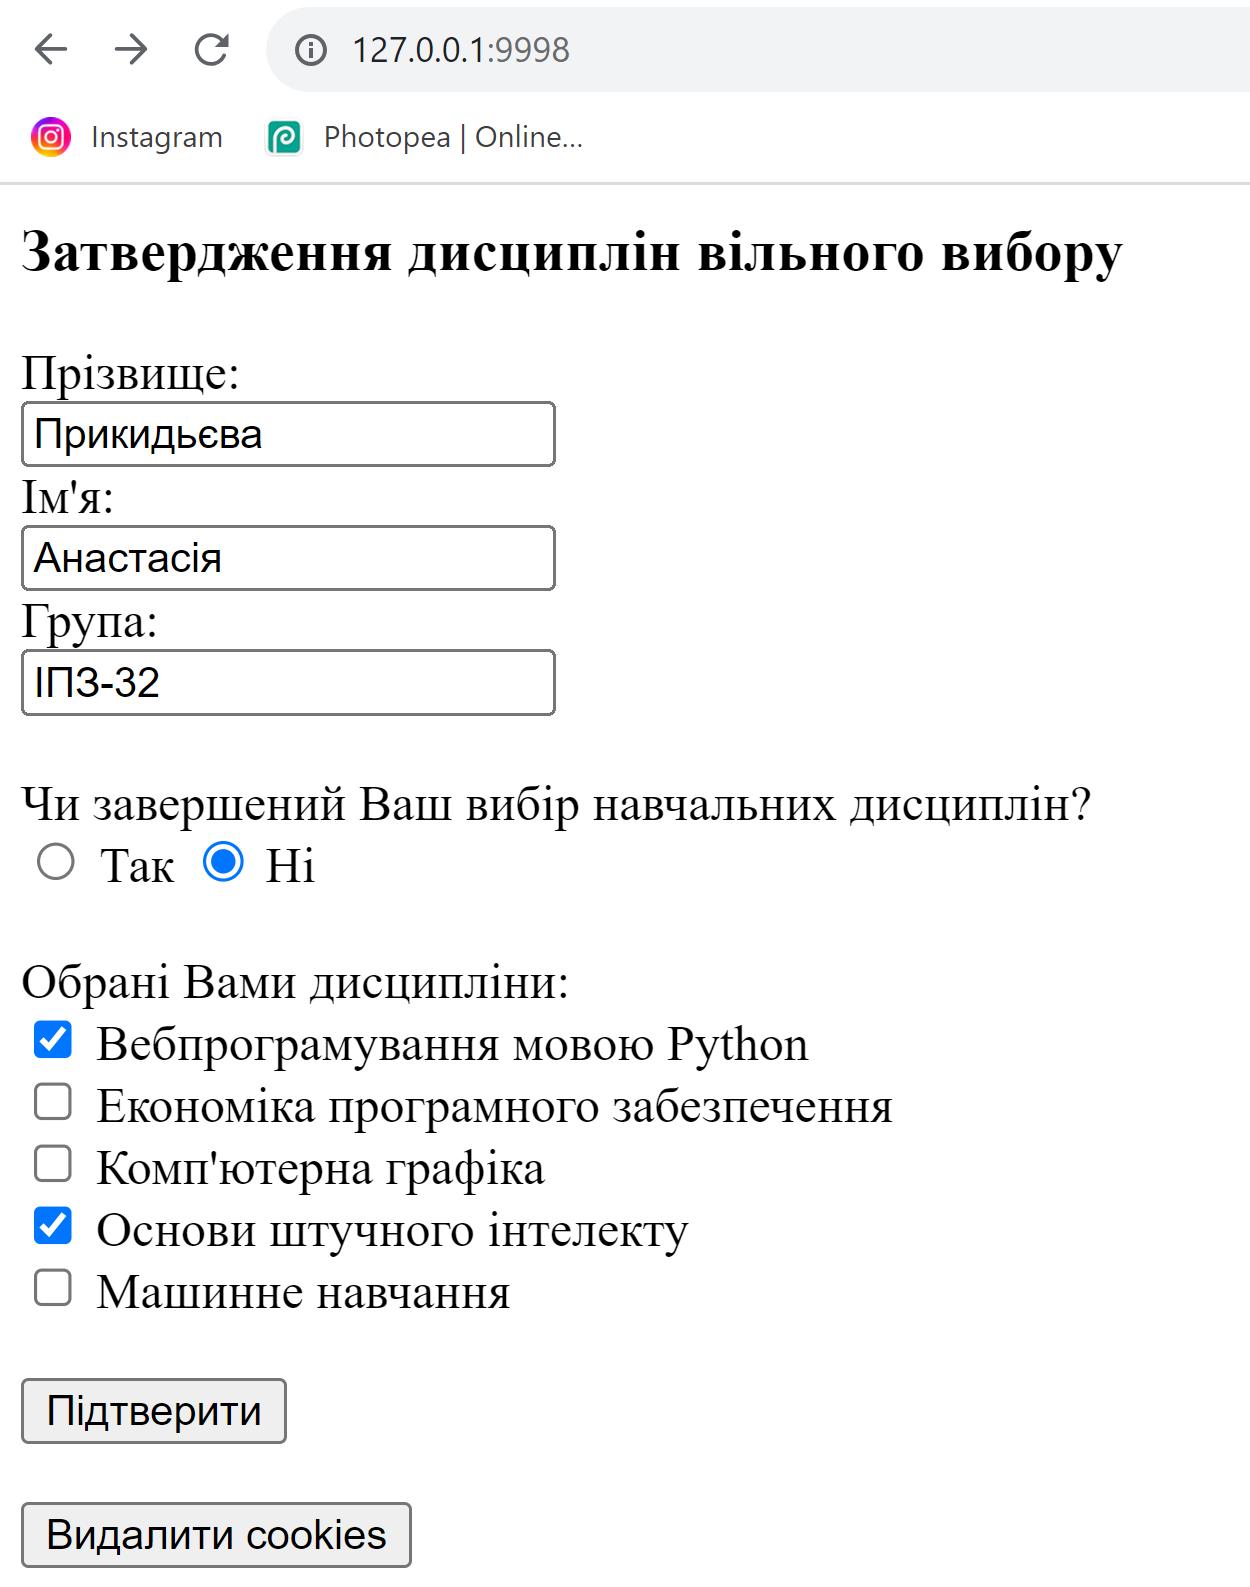 127.0.0.1:9998
Instagram Photopea | Online...
Затвердження дисциплін вільного вибору
Прізвище:
Прикидьєва
Ім'я:
Анастасія
Група:
ІПЗ-32
Чи завершений Ваш вибір навчальних дисциплін?
Так Ні
Обрані Вами дисципліни:
Вебпрограмування мовою Python
Економіка програмного забезпечення
Комп'ютерна графіка
Основи штучного інтелекту
Машинне навчання
Підтверити
Видалити cookies